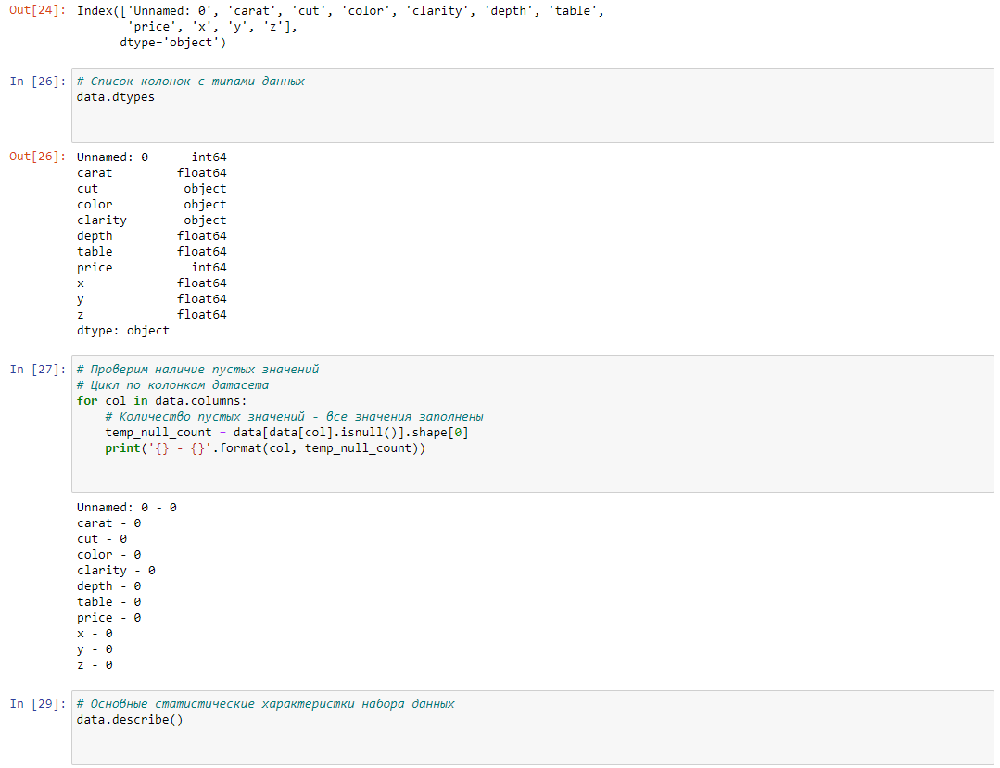 Out[24]: Index(['Unnamed: 0', 'carat', 'cut', 'color', 'clarity', 'depth', 'table',
'price', 'x', 'y', 'z'],
dtype='object')
In [26]: # Список колонок с типами данных
data.dtypes
Out[26]: Unnamed: 0 int64
carat float64
cut object
color object
clarity object
depth float64
table float64
price int64
x float64
y float64
z float64
dtype: object
In [27]: # Проверим наличие пустых значений
# Цикл по колонкам датасета
for col in data.columns:
# Количество пустых значений - все значения заполнены
temp_null_count = data[data[col].isnull()].shape[0]
print('{} - {}'.format(col, temp_null_count))
Unnamed: 0 - 0
carat - 0
cut - 0
color - 0
clarity - 0
depth - 0
table - 0
price - 0
x - 0
y - 0
z - 0
In [29]: # Основные статистические характеристки набора данных
data.describe()